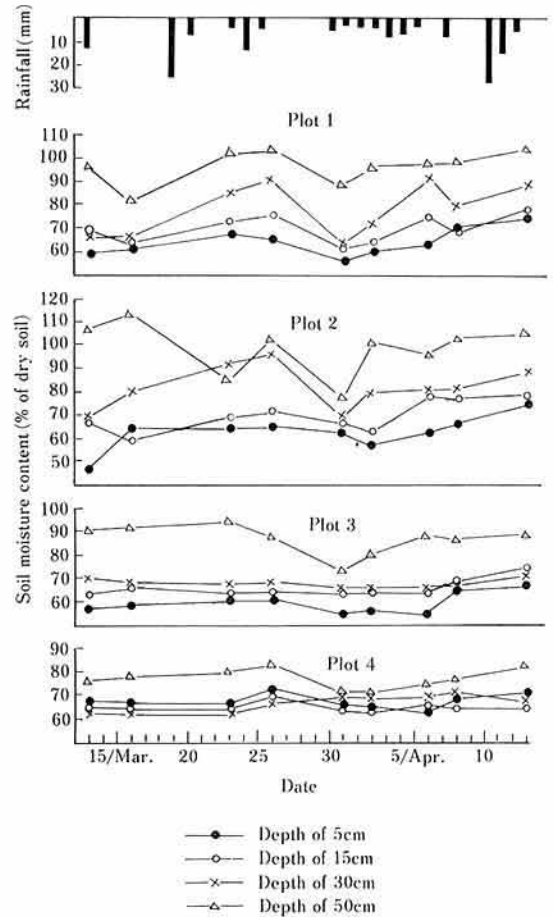 Rainfall (mm)
10
20
30
Plot 1
110
100
90
80
70
60
Soil moisture content (% of dry soil)
Plot 2
120
110
100
90
80
70
60
50
Plot 3
100
90
80
70
60
Plot 4
90
80
70
60
15/Mar. 20 25 30 5/Apr. 10
Date
Depth of 5cm
Depth of 15cm
Depth of 30cm
Depth of 50cm